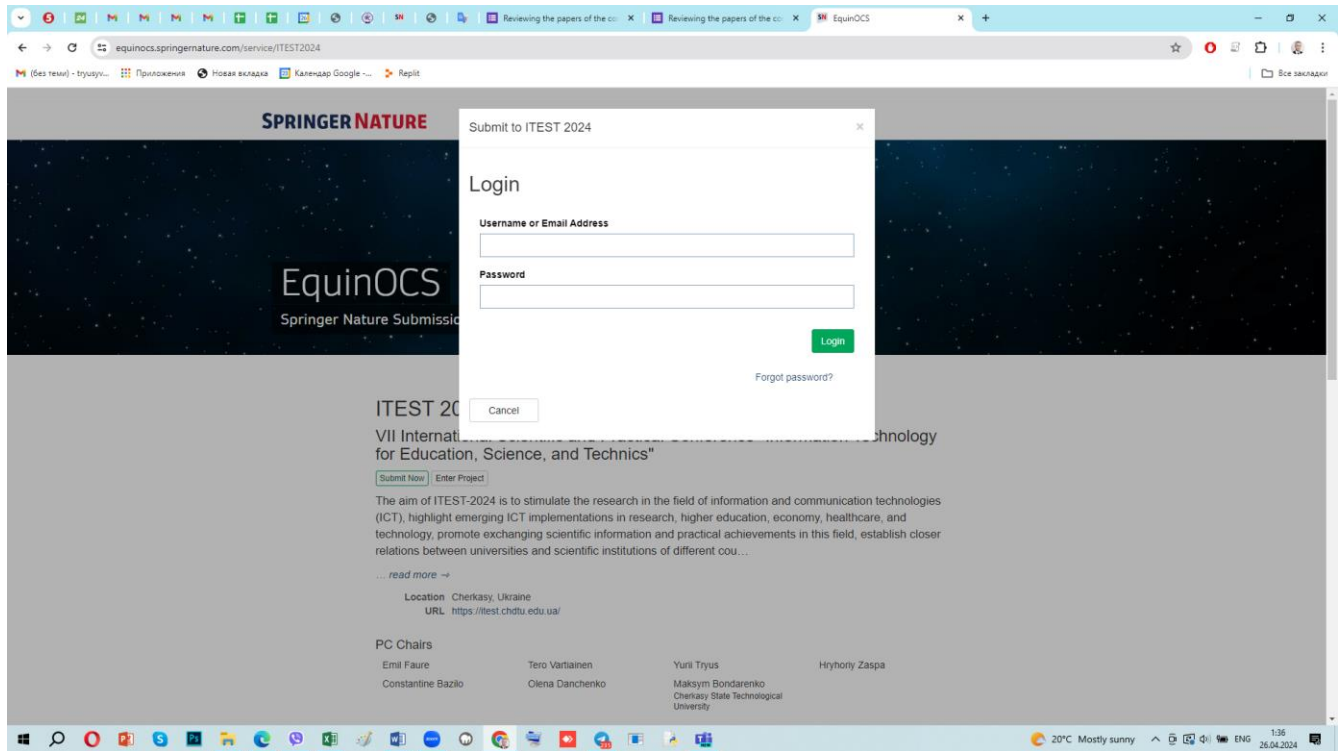 Reviewing the papers of the co
Reviewing the papers of the co
SN EquinOCS
equinocs.springernature.com/service/ITEST2024
(без теми) - tryusyv...
Приложения
Новая вкладка
Календар Google -...
Replit
Все закладки
SPRINGER NATURE
Submit to ITEST 2024
Login
Username or Email Address
Password
Login
Forgot password?
Cancel
EquinOCS
Springer Nature Submissio
ITEST 20
VII Internati
chnology
for Education, Science, and Technics"
Submit Now Enter Project
The aim of ITEST-2024 is to stimulate the research in the field of information and communication technologies
(ICT), highlight emerging ICT implementations in research, higher education, economy, healthcare, and
technology, promote exchanging scientific information and practical achievements in this field, establish closer
relations between universities and scientific institutions of different cou…
… read more →
Location Cherkasy, Ukraine
URL https://itest.chdtu.edu.ua/
PC Chairs
Emil Faure Tero Vartiainen Yurii Tryus Hryhoriy Zaspa
Constantine Bazilo Olena Danchenko Maksym Bondarenko
Cherkasy State Technological
University
20°C Mostly sunny
ENG
1:36
26.04.2024